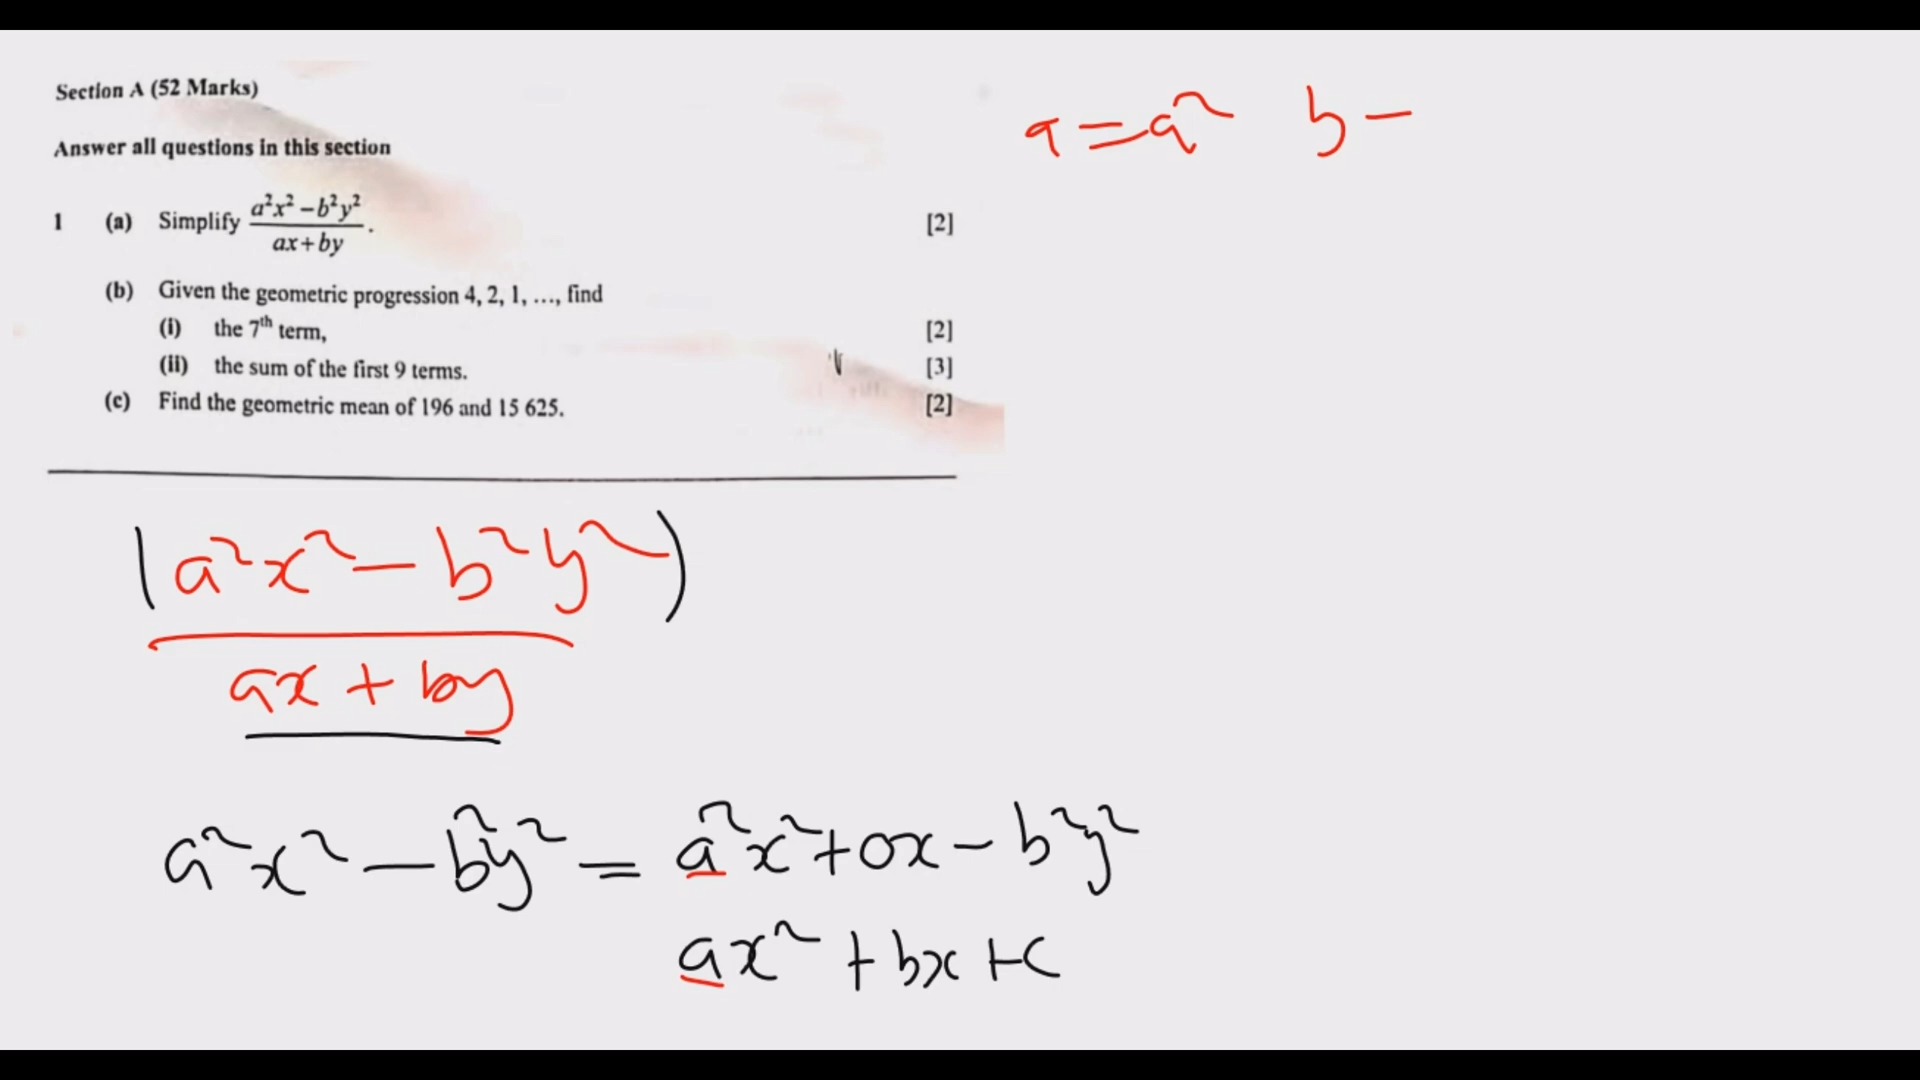 Section A (52 Marks)
Answer all questions in this section
1 (a) Simplify \frac{a²x² – b²y²}{ax + by}. [2]
(b) Given the geometric progression 4, 2, 1, ..., find
(i) the 7th term, [2]
(ii) the sum of the first 9 terms. [3]
(c) Find the geometric mean of 196 and 15 625. [2]
a = a² b –
(a²x² – b²y²)
ax + by
a²x² – b²y² = a²x² + 0x – b²y²
ax² + bx + c